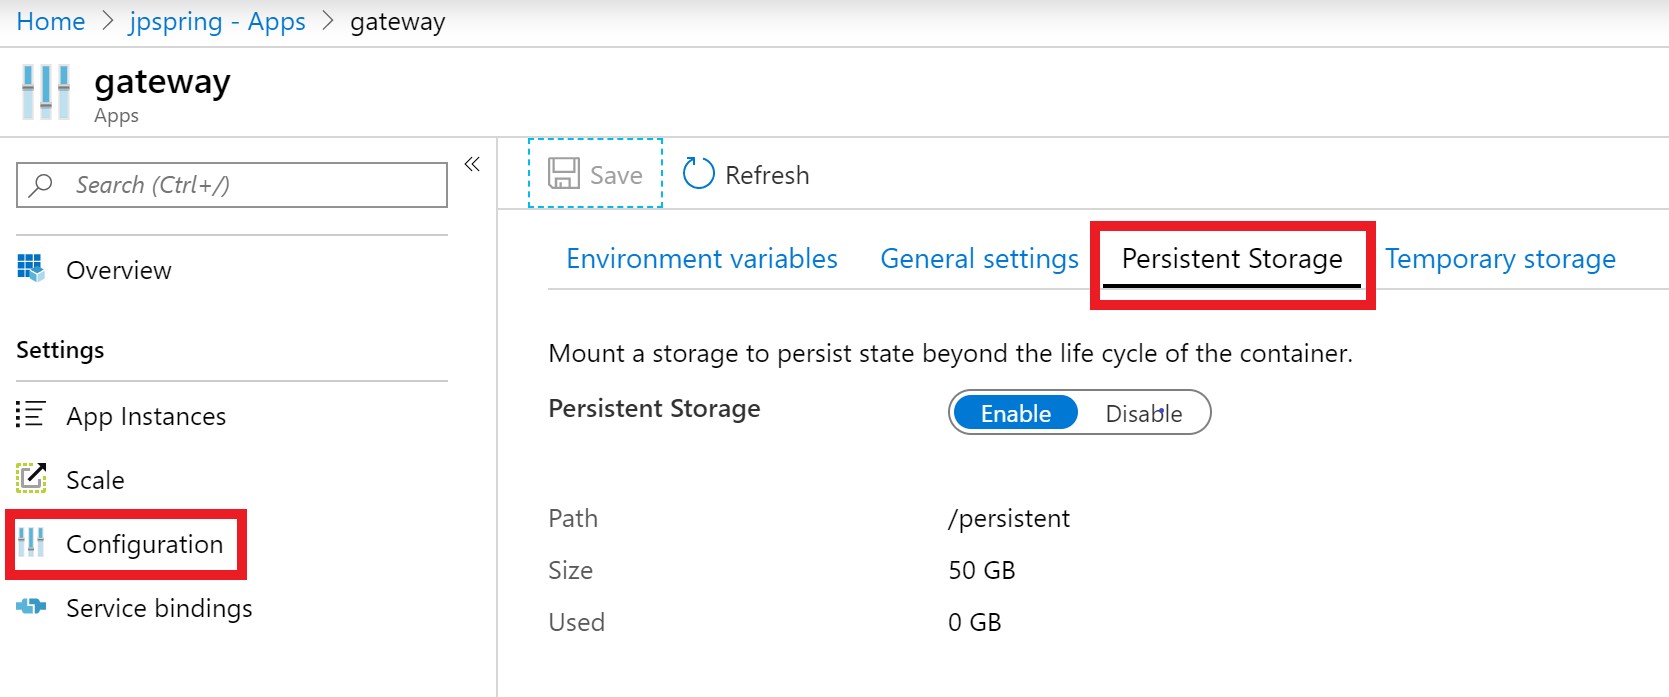 Home > jpspring - Apps > gateway
gateway
Apps
Search (Ctrl+/)
«
Overview
Settings
App Instances
Scale
Configuration
Service bindings
Save Refresh
Environment variables General settings Persistent Storage Temporary storage
Mount a storage to persist state beyond the life cycle of the container.
Persistent Storage Enable Disable
Path /persistent
Size 50 GB
Used 0 GB